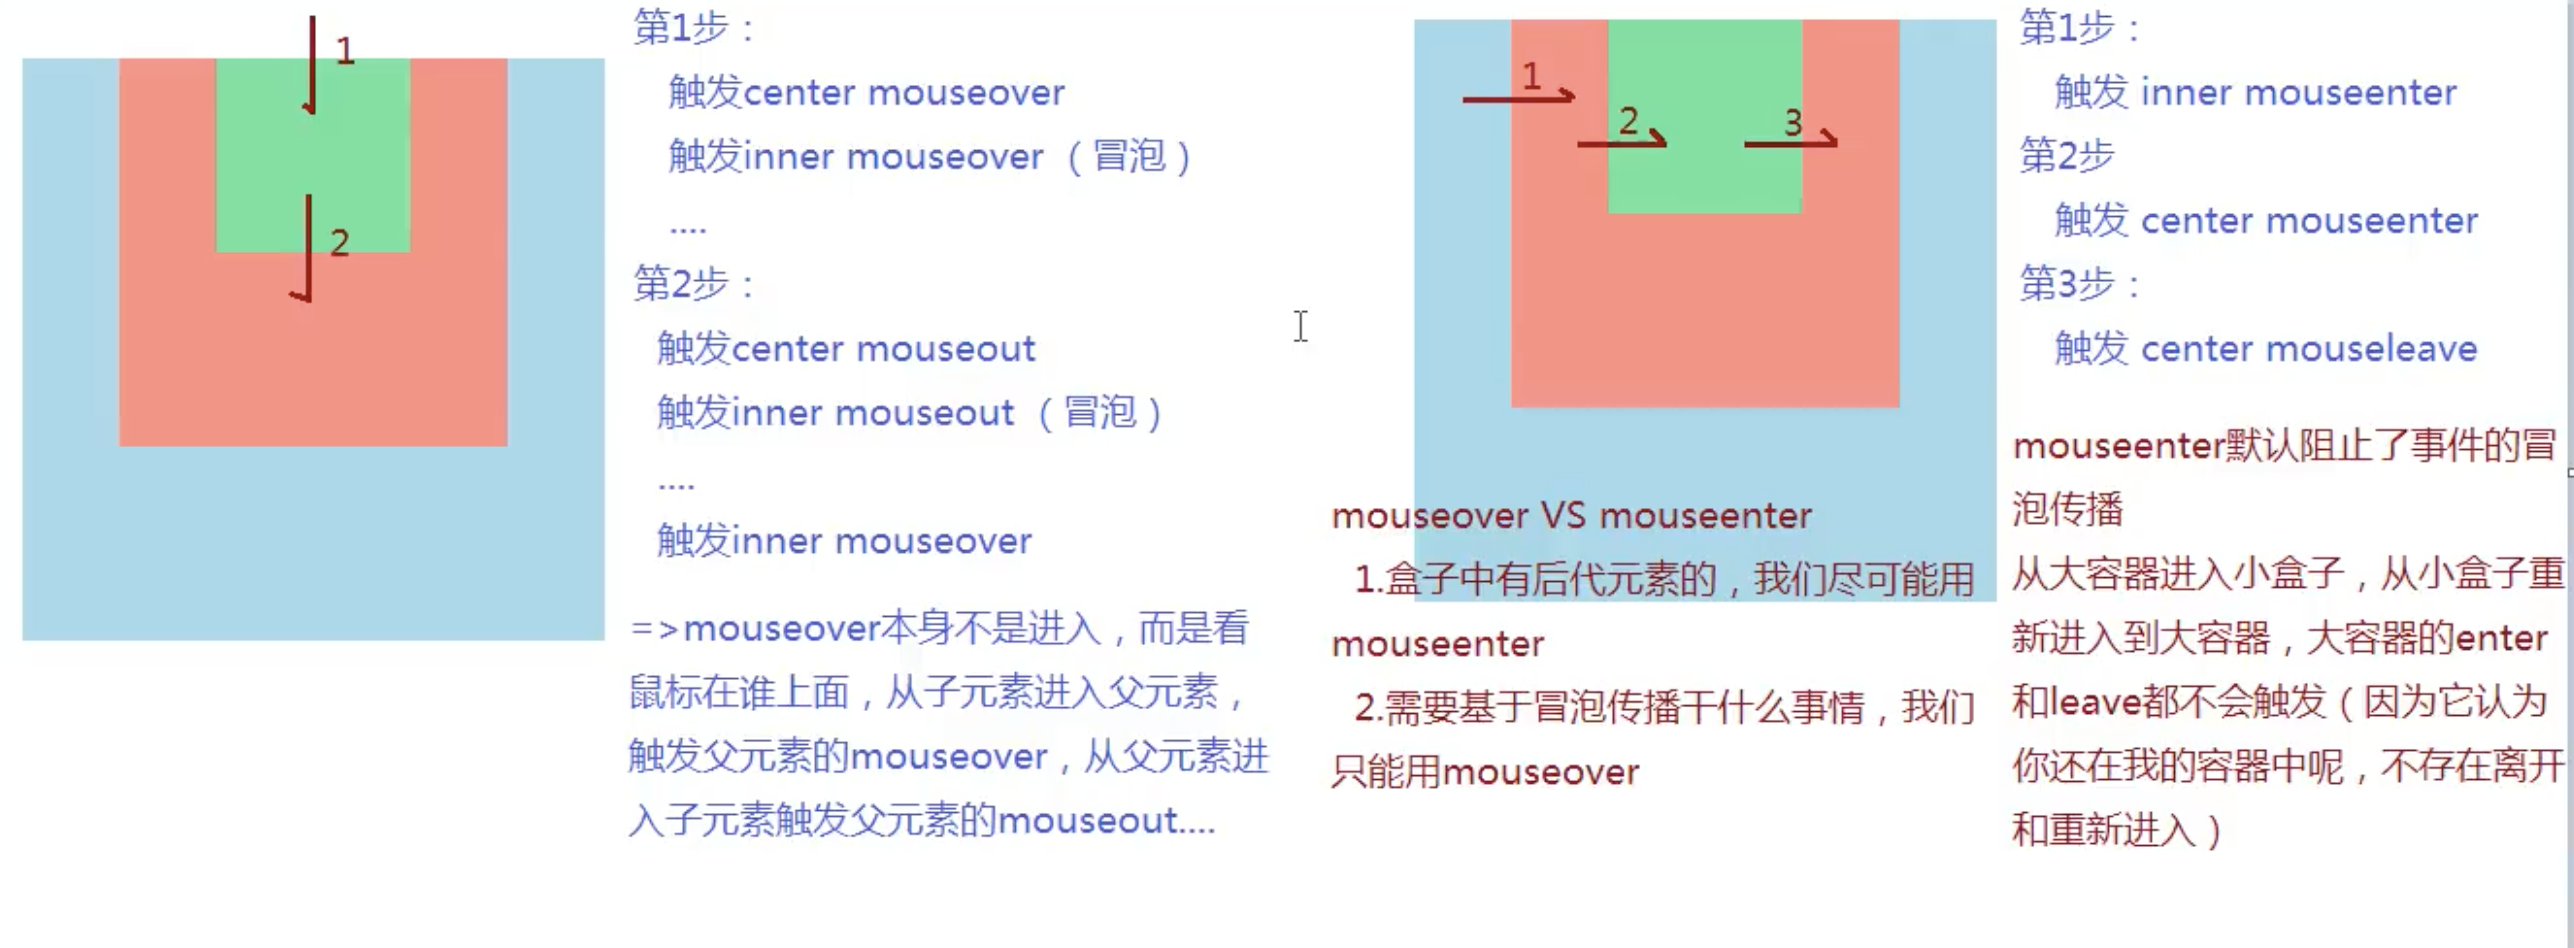 1
2
第1步：
触发center mouseover
触发inner mouseover （冒泡）
....
第2步：
触发center mouseout
触发inner mouseout （冒泡）
....
触发inner mouseover
=>mouseover本身不是进入，而是看
鼠标在谁上面，从子元素进入父元素，
触发父元素的mouseover，从父元素进
入子元素触发父元素的mouseout....
1
2
3
mouseover VS mouseenter
1.盒子中有后代元素的，我们尽可能用
mouseenter
2.需要基于冒泡传播干什么事情，我们
只能用mouseover
第1步：
触发 inner mouseenter
第2步
触发 center mouseenter
第3步：
触发 center mouseleave
mouseenter默认阻止了事件的冒
泡传播
从大容器进入小盒子，从小盒子重
新进入到大容器，大容器的enter
和leave都不会触发（因为它认为
你还在我的容器中呢，不存在离开
和重新进入）